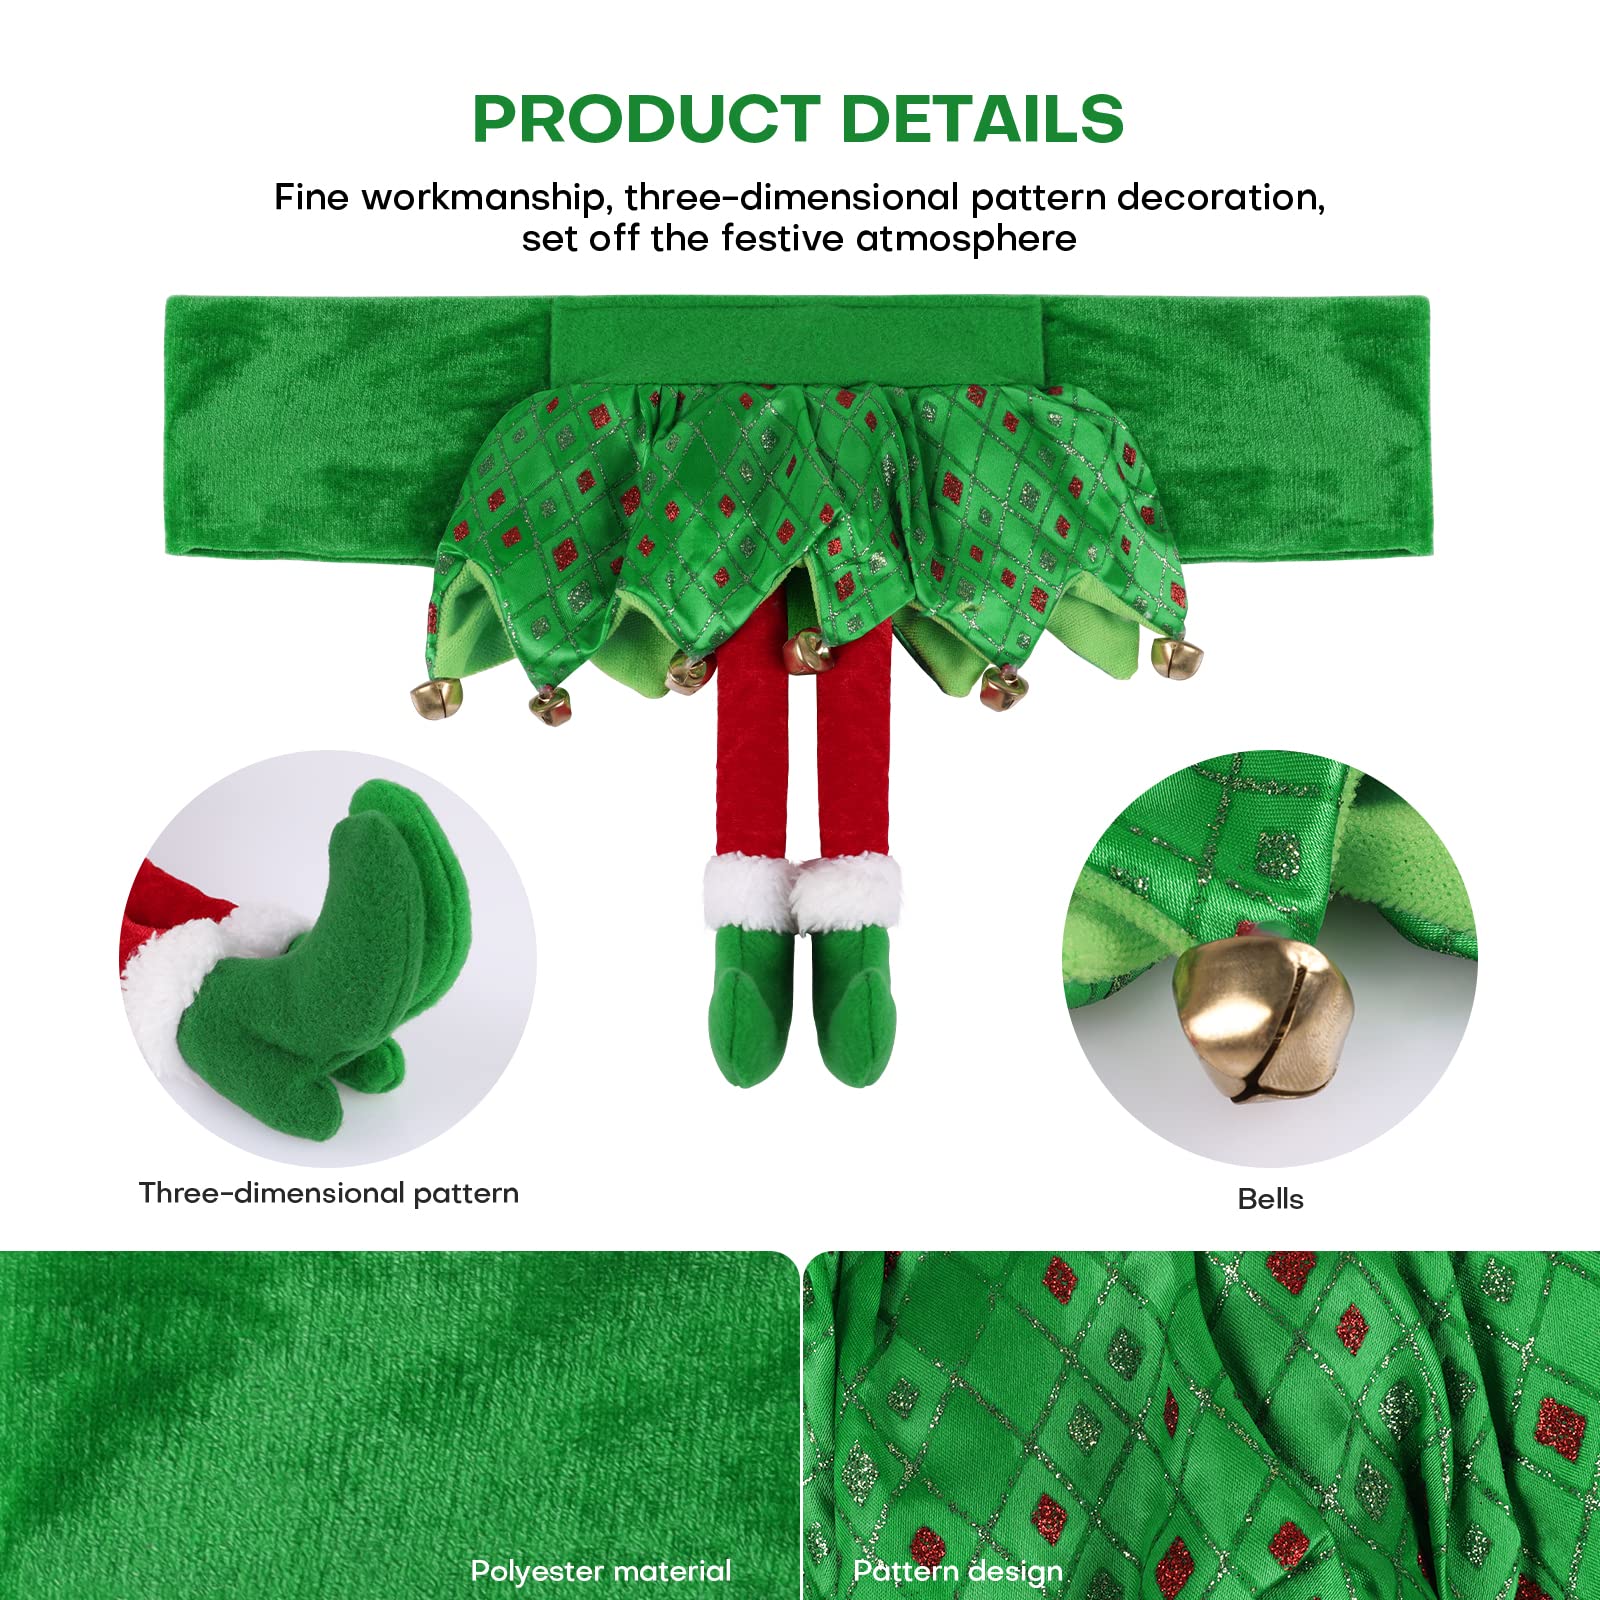 PRODUCT DETAILS
Fine workmanship, three-dimensional pattern decoration,
set off the festive atmosphere
Three-dimensional pattern
Bells
Polyester material
Pattern design